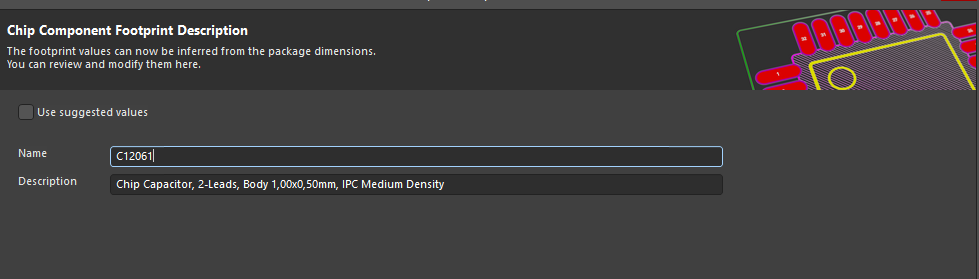 Chip Component Footprint Description
The footprint values can now be inferred from the package dimensions.
You can review and modify them here.
Use suggested values
Name
C12061
Description
Chip Capacitor, 2-Leads, Body 1,00x0,50mm, IPC Medium Density